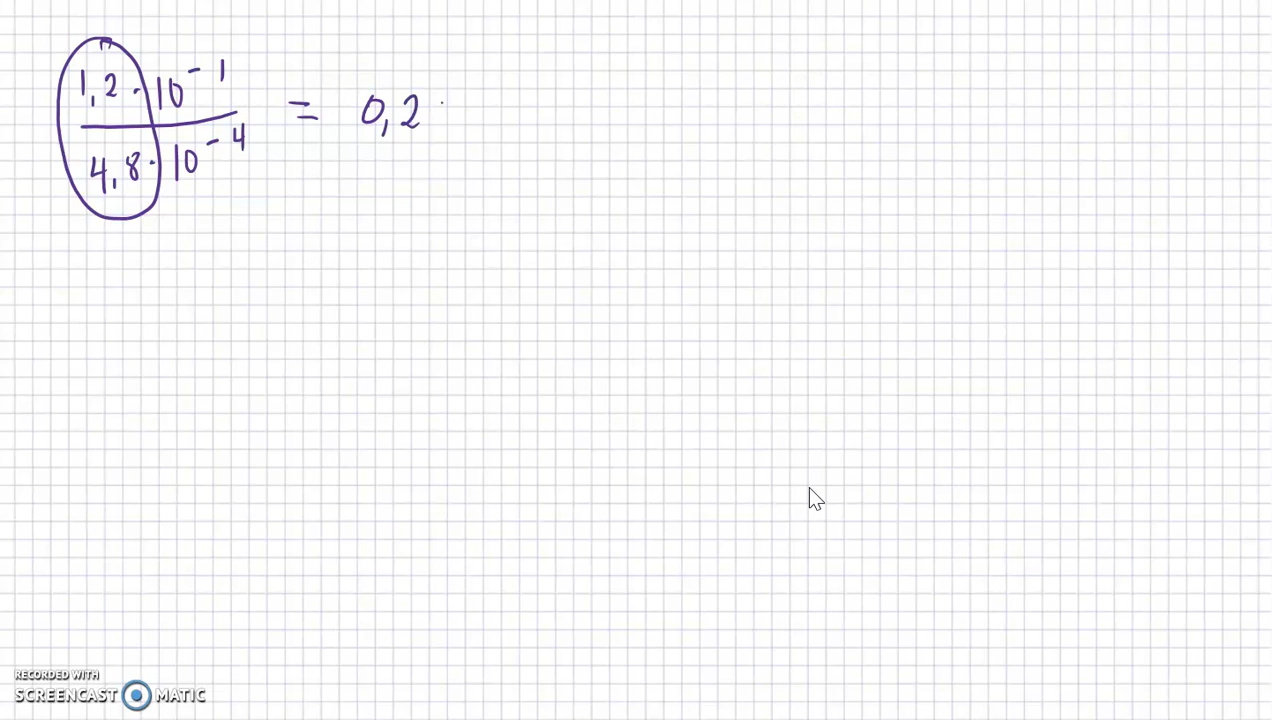 1,2 · 10⁻¹
4,8 · 10⁻⁴
= 0,2 ·
RECORDED WITH
SCREENCAST MATIC